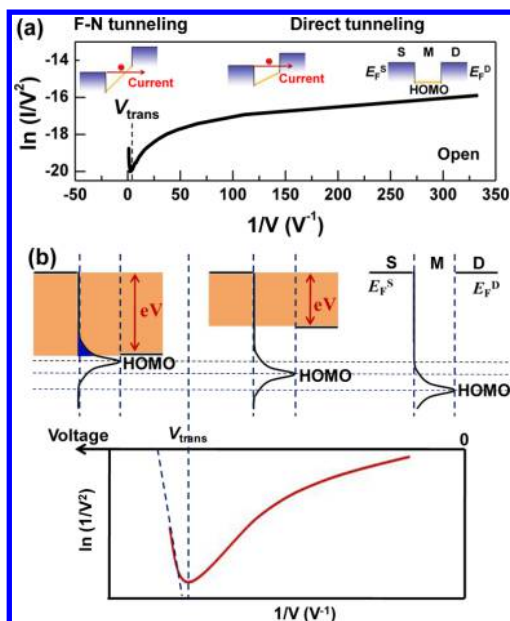 F-N tunneling Direct tunneling
(a)
S M D
E_F^S E_F^D
HOMO
Current Current
V_trans
ln (I/V²)
-14
-16
-18
-20
Open
-50 0 50 100 150 200 250 300 350
1/V (V⁻¹)
(b)
S M D
E_F^S E_F^D
eV eV
HOMO HOMO HOMO
Voltage V_trans 0
ln (1/V²)
1/V (V⁻¹)